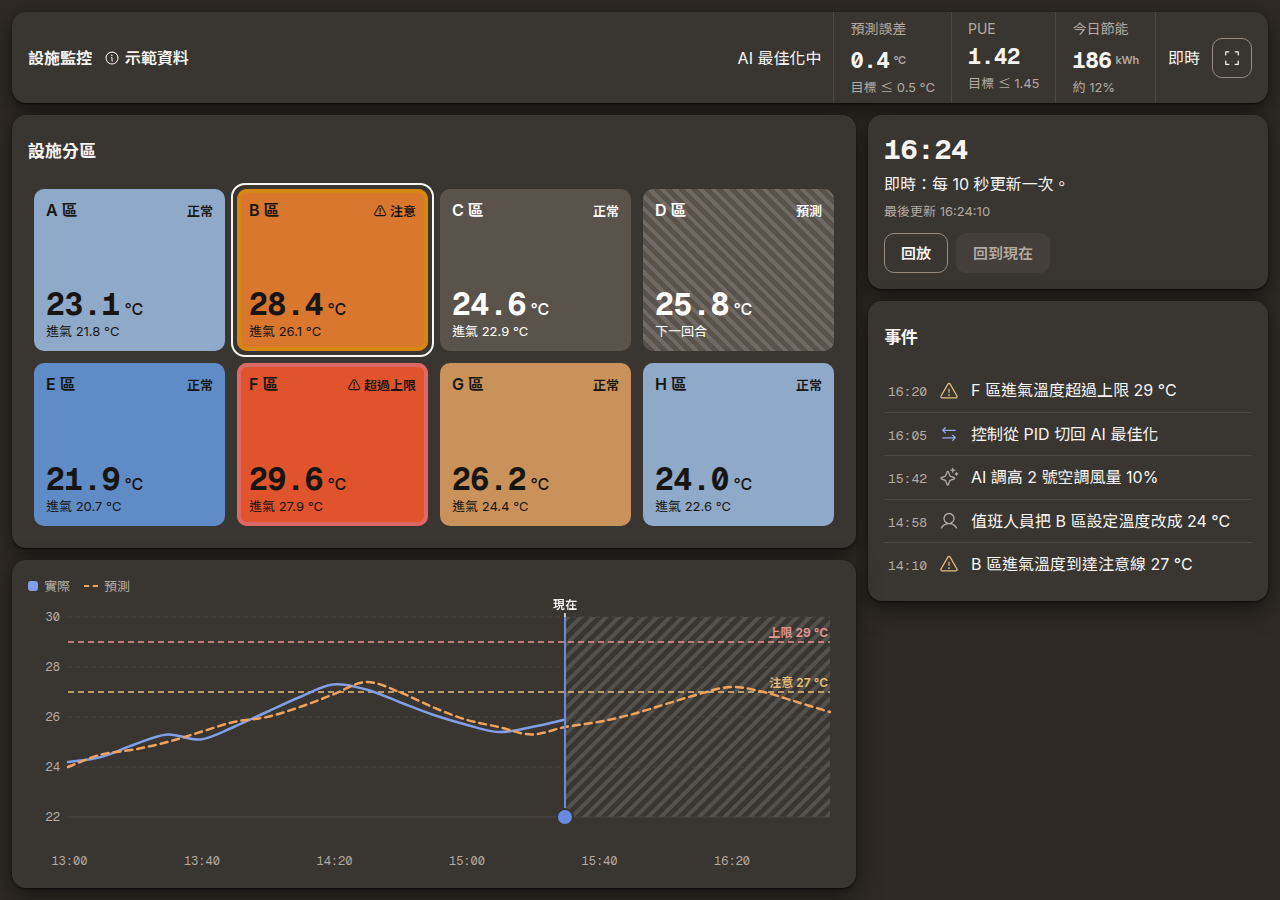 設施監控
示範資料
AI 最佳化中
預測誤差
0.4 °C
目標 ≤ 0.5 °C
PUE
1.42
目標 ≤ 1.45
今日節能
186 kWh
約 12%
即時
設施分區
A 區 正常
23.1 °C
進氣 21.8 °C
B 區 注意
28.4 °C
進氣 26.1 °C
C 區 正常
24.6 °C
進氣 22.9 °C
D 區 預測
25.8 °C
下一回合
E 區 正常
21.9 °C
進氣 20.7 °C
F 區 超過上限
29.6 °C
進氣 27.9 °C
G 區 正常
26.2 °C
進氣 24.4 °C
H 區 正常
24.0 °C
進氣 22.6 °C
16:24
即時：每 10 秒更新一次。
最後更新 16:24:10
回放 回到現在
事件
16:20 F 區進氣溫度超過上限 29 °C
16:05 控制從 PID 切回 AI 最佳化
15:42 AI 調高 2 號空調風量 10%
14:58 值班人員把 B 區設定溫度改成 24 °C
14:10 B 區進氣溫度到達注意線 27 °C
實際 預測
現在
30
上限 29 °C
28
注意 27 °C
26
24
22
13:00 13:40 14:20 15:00 15:40 16:20